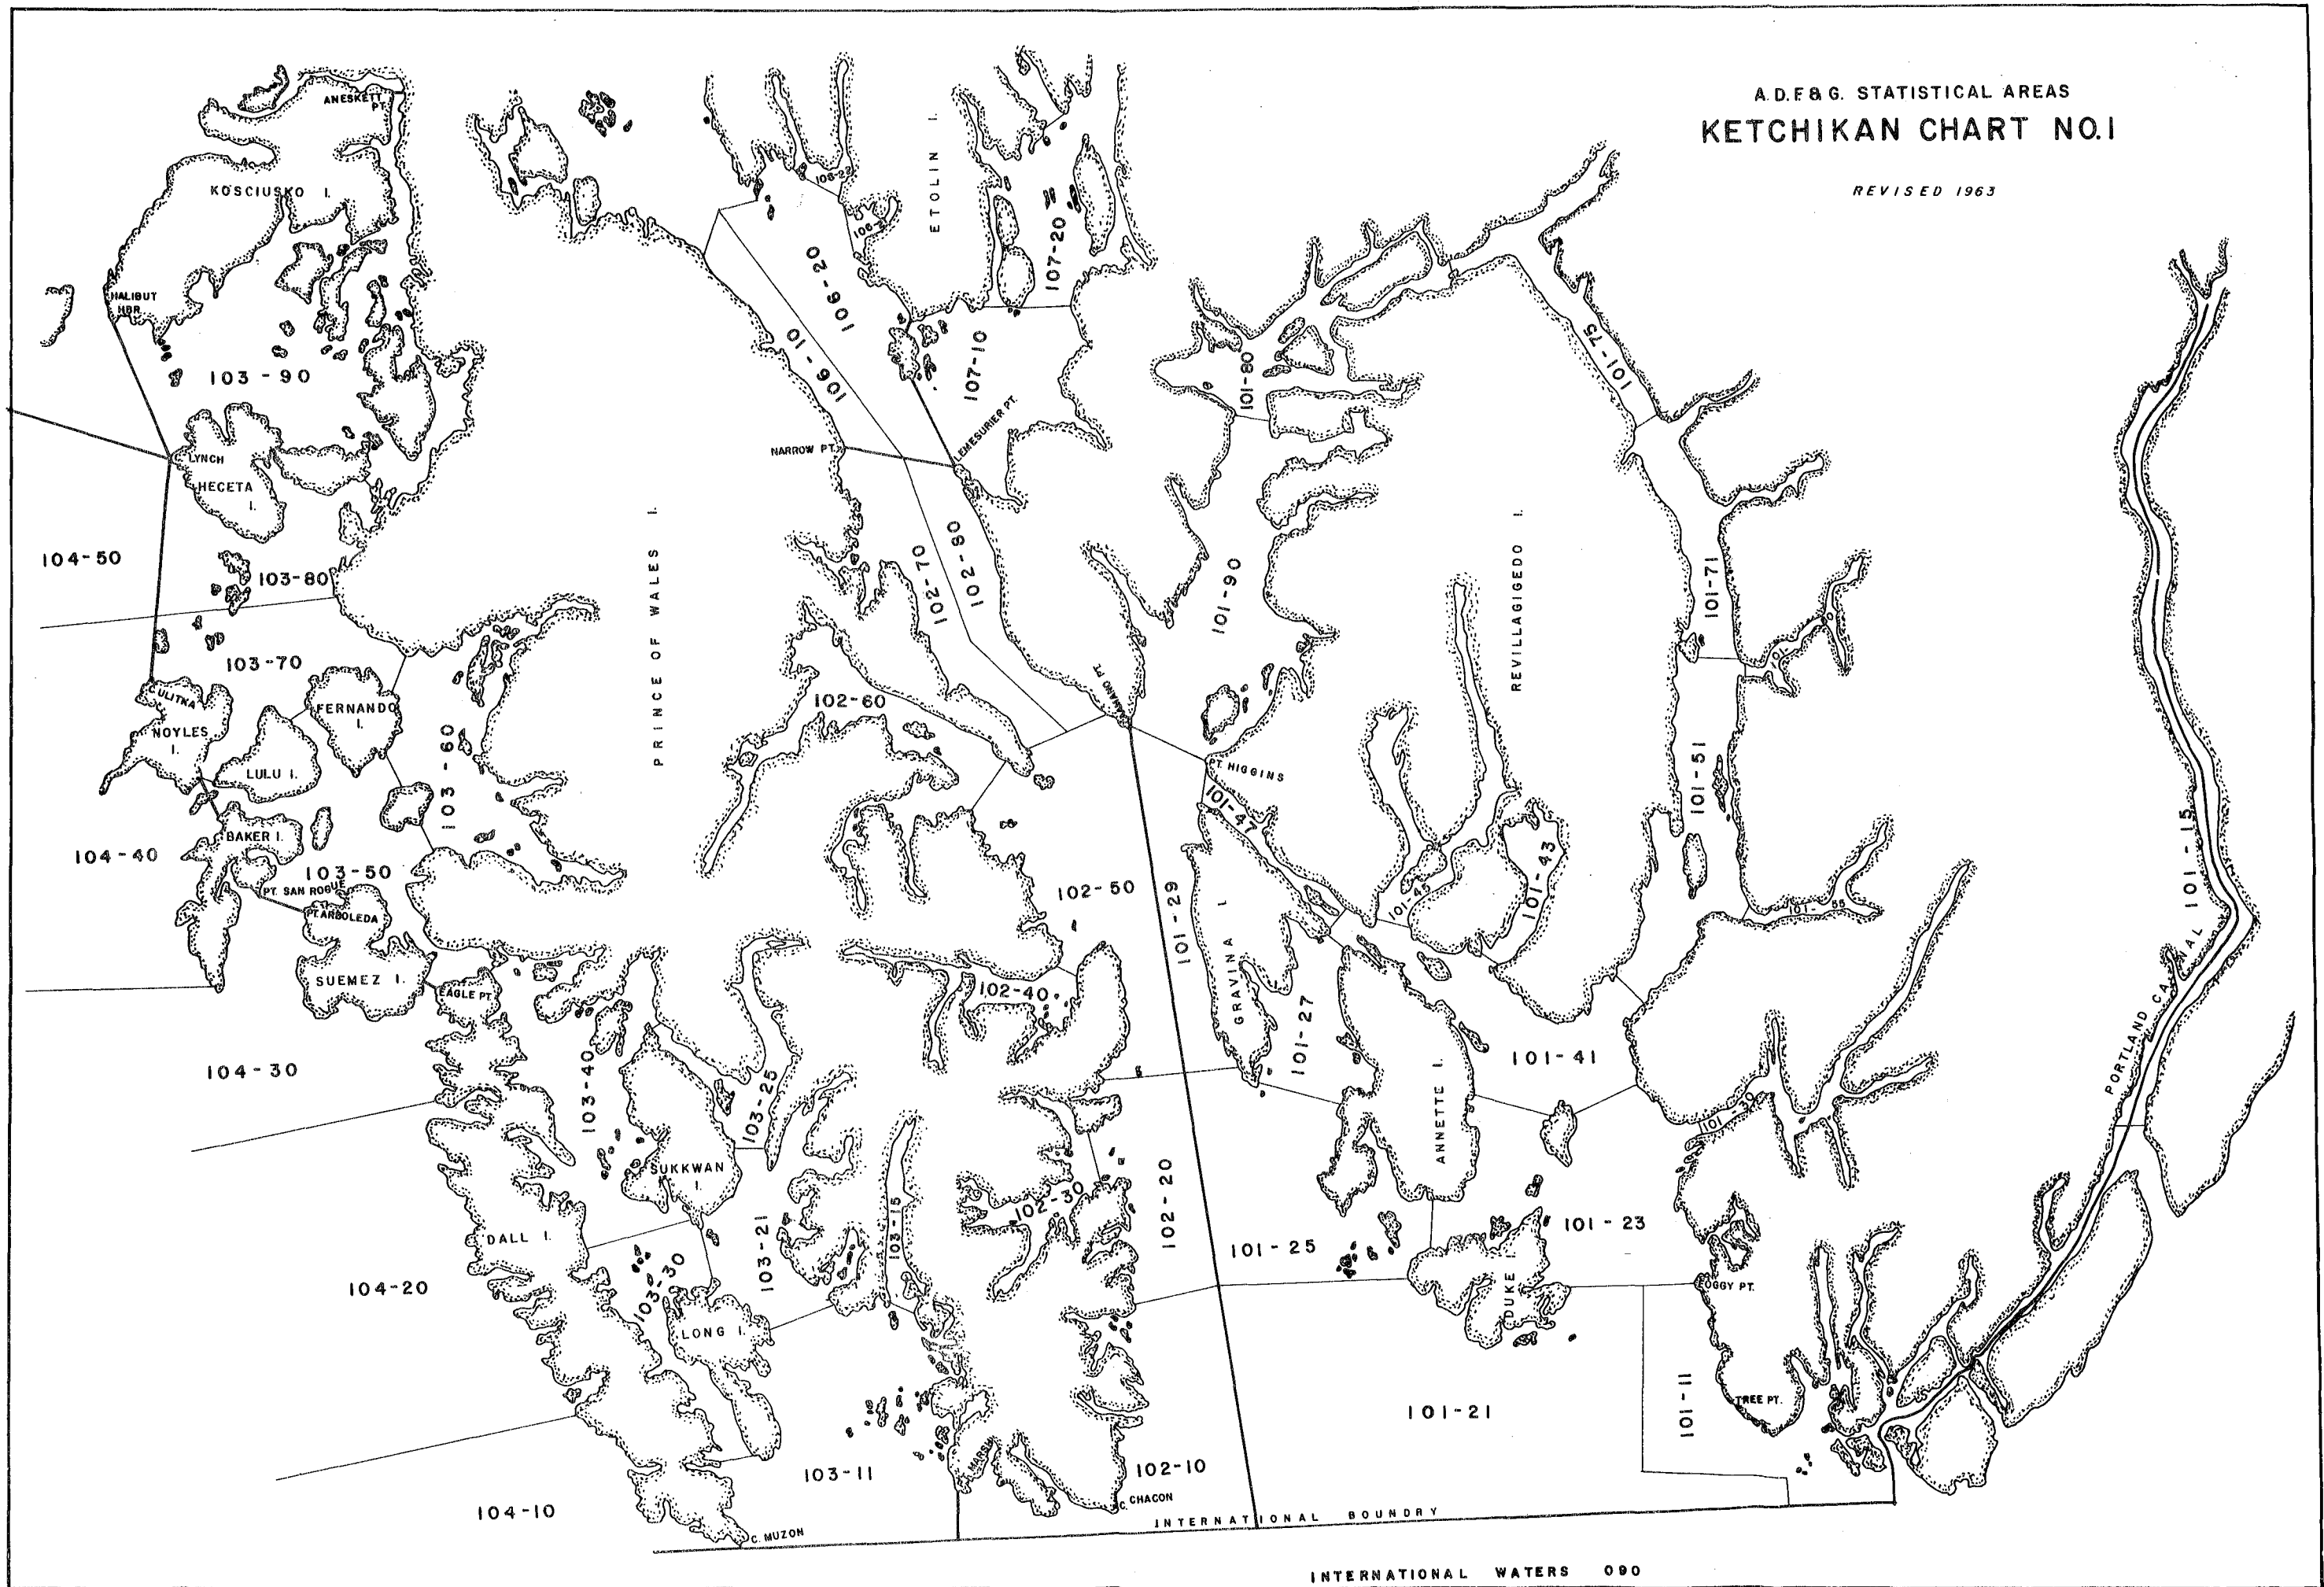 A.D.F.&G. STATISTICAL AREAS
KETCHIKAN CHART NO.1
REVISED 1963
ANESKETT
PT.
KOSCIUSKO I.
HALIBUT
HBR.
103-90
C. LYNCH
HECETA
I.
104-50
103-80
103-70
C. ULITKA
NOYLES
I.
LULU I.
FERNANDO
I.
103-60
BAKER I.
104-40
103-50
PT. SAN ROGUE
PT. ARBOLEDA
SUEMEZ I.
EAGLE PT.
104-30
103-40
103-25
SUKKWAN
I.
DALL I.
103-21
103-15
103-30
104-20
LONG I.
103-11
104-10
C. MUZON
PRINCE OF WALES I.
106-22
106-20
106-10
ETOLIN I.
107-20
107-10
NARROW PT.
LEMESURIER PT.
102-80
102-70
102-60
102-50
102-40
102-30
102-20
102-10
C. CHACON
101-80
101-75
101-90
REVILLAGIGEDO I.
101-71
101-51
PT. HIGGINS
101-47
101-45
101-43
101-55
101-29
GRAVINA I.
101-27
ANNETTE I.
101-41
101-30
101-15
PORTLAND CANAL
101-25
101-23
DUKE I.
FOGGY PT.
101-21
101-11
TREE PT.
INTERNATIONAL BOUNDRY
INTERNATIONAL WATERS 090